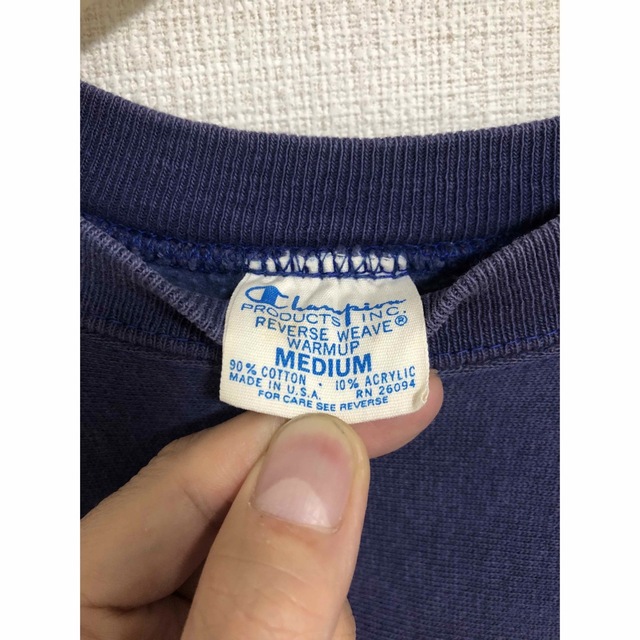 Champion
PRODUCTS INC.
REVERSE WEAVE®
WARMUP
MEDIUM
90% COTTON · 10% ACRYLIC
MADE IN U.S.A. RN 26094
FOR CARE SEE REVERSE